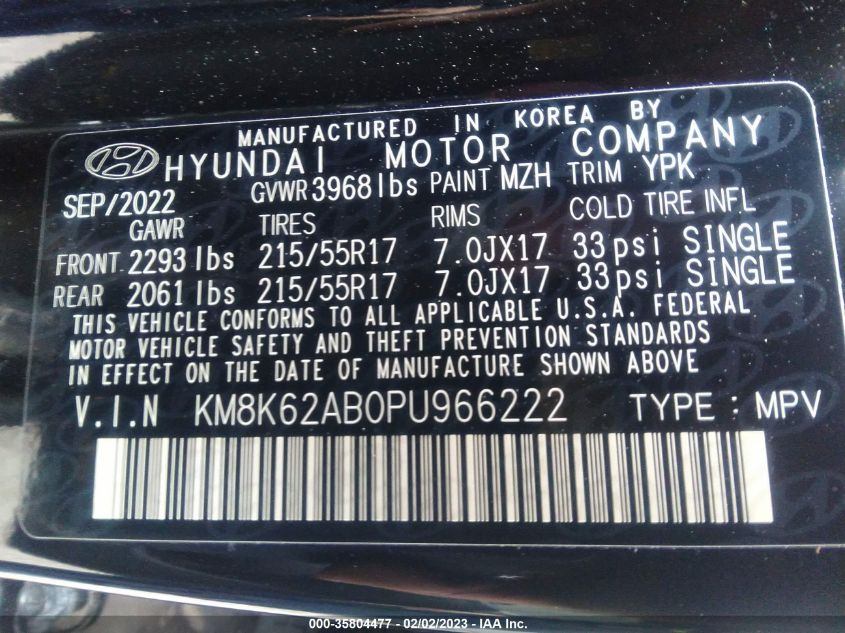 MANUFACTURED IN KOREA BY
HYUNDAI MOTOR COMPANY
SEP/2022 GVWR 3968lbs PAINT MZH TRIM YPK
GAWR TIRES RIMS COLD TIRE INFL
FRONT 2293 lbs 215/55R17 7.0JX17 33psi SINGLE
REAR 2061 lbs 215/55R17 7.0JX17 33psi SINGLE
THIS VEHICLE CONFORMS TO ALL APPLICABLE U.S.A. FEDERAL
MOTOR VEHICLE SAFETY AND THEFT PREVENTION STANDARDS
IN EFFECT ON THE DATE OF MANUFACTURE SHOWN ABOVE
V.I.N KM8K62AB0PU966222 TYPE : MPV
000-35804477 - 02/02/2023 - IAA Inc.